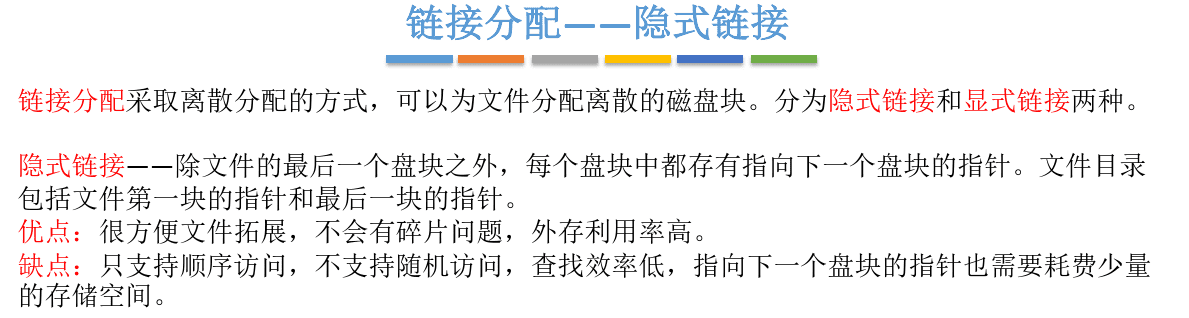 链接分配——隐式链接
链接分配采取离散分配的方式，可以为文件分配离散的磁盘块。分为隐式链接和显式链接两种。
隐式链接——除文件的最后一个盘块之外，每个盘块中都存有指向下一个盘块的指针。文件目录
包括文件第一块的指针和最后一块的指针。
优点：很方便文件拓展，不会有碎片问题，外存利用率高。
缺点：只支持顺序访问，不支持随机访问，查找效率低，指向下一个盘块的指针也需要耗费少量
的存储空间。